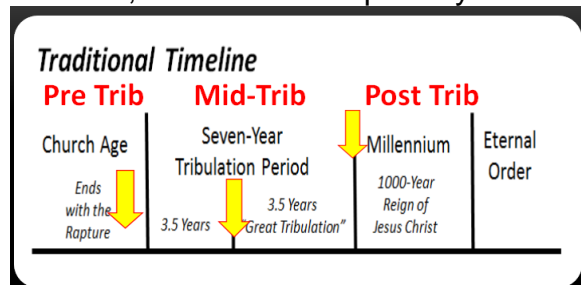 Traditional Timeline
Pre Trib Mid-Trib Post Trib
Church Age
Ends
with the
Rapture
Seven-Year
Tribulation Period
3.5 Years
3.5 Years
"Great Tribulation"
Millennium
1000-Year
Reign of
Jesus Christ
Eternal
Order